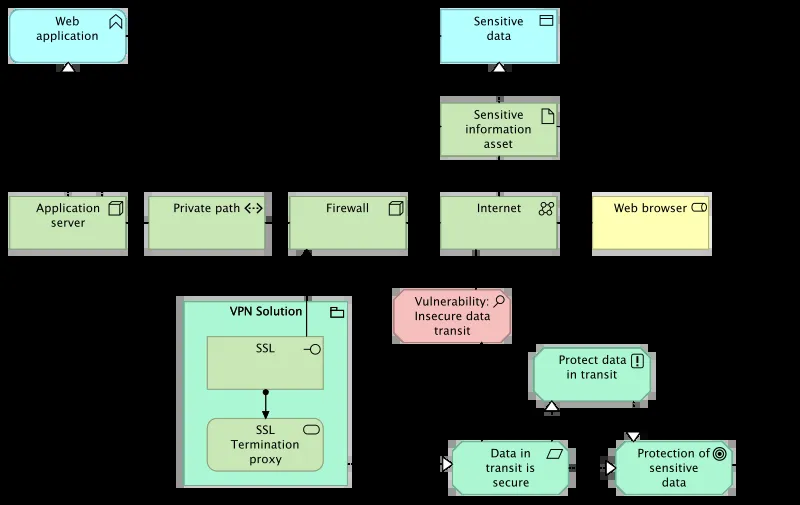 Web
application
Sensitive
data
Sensitive
information
asset
Application
server
Private path
Firewall
Internet
Web browser
VPN Solution
SSL
SSL
Termination
proxy
Vulnerability:
Insecure data
transit
Protect data
in transit
Data in
transit is
secure
Protection of
sensitive
data